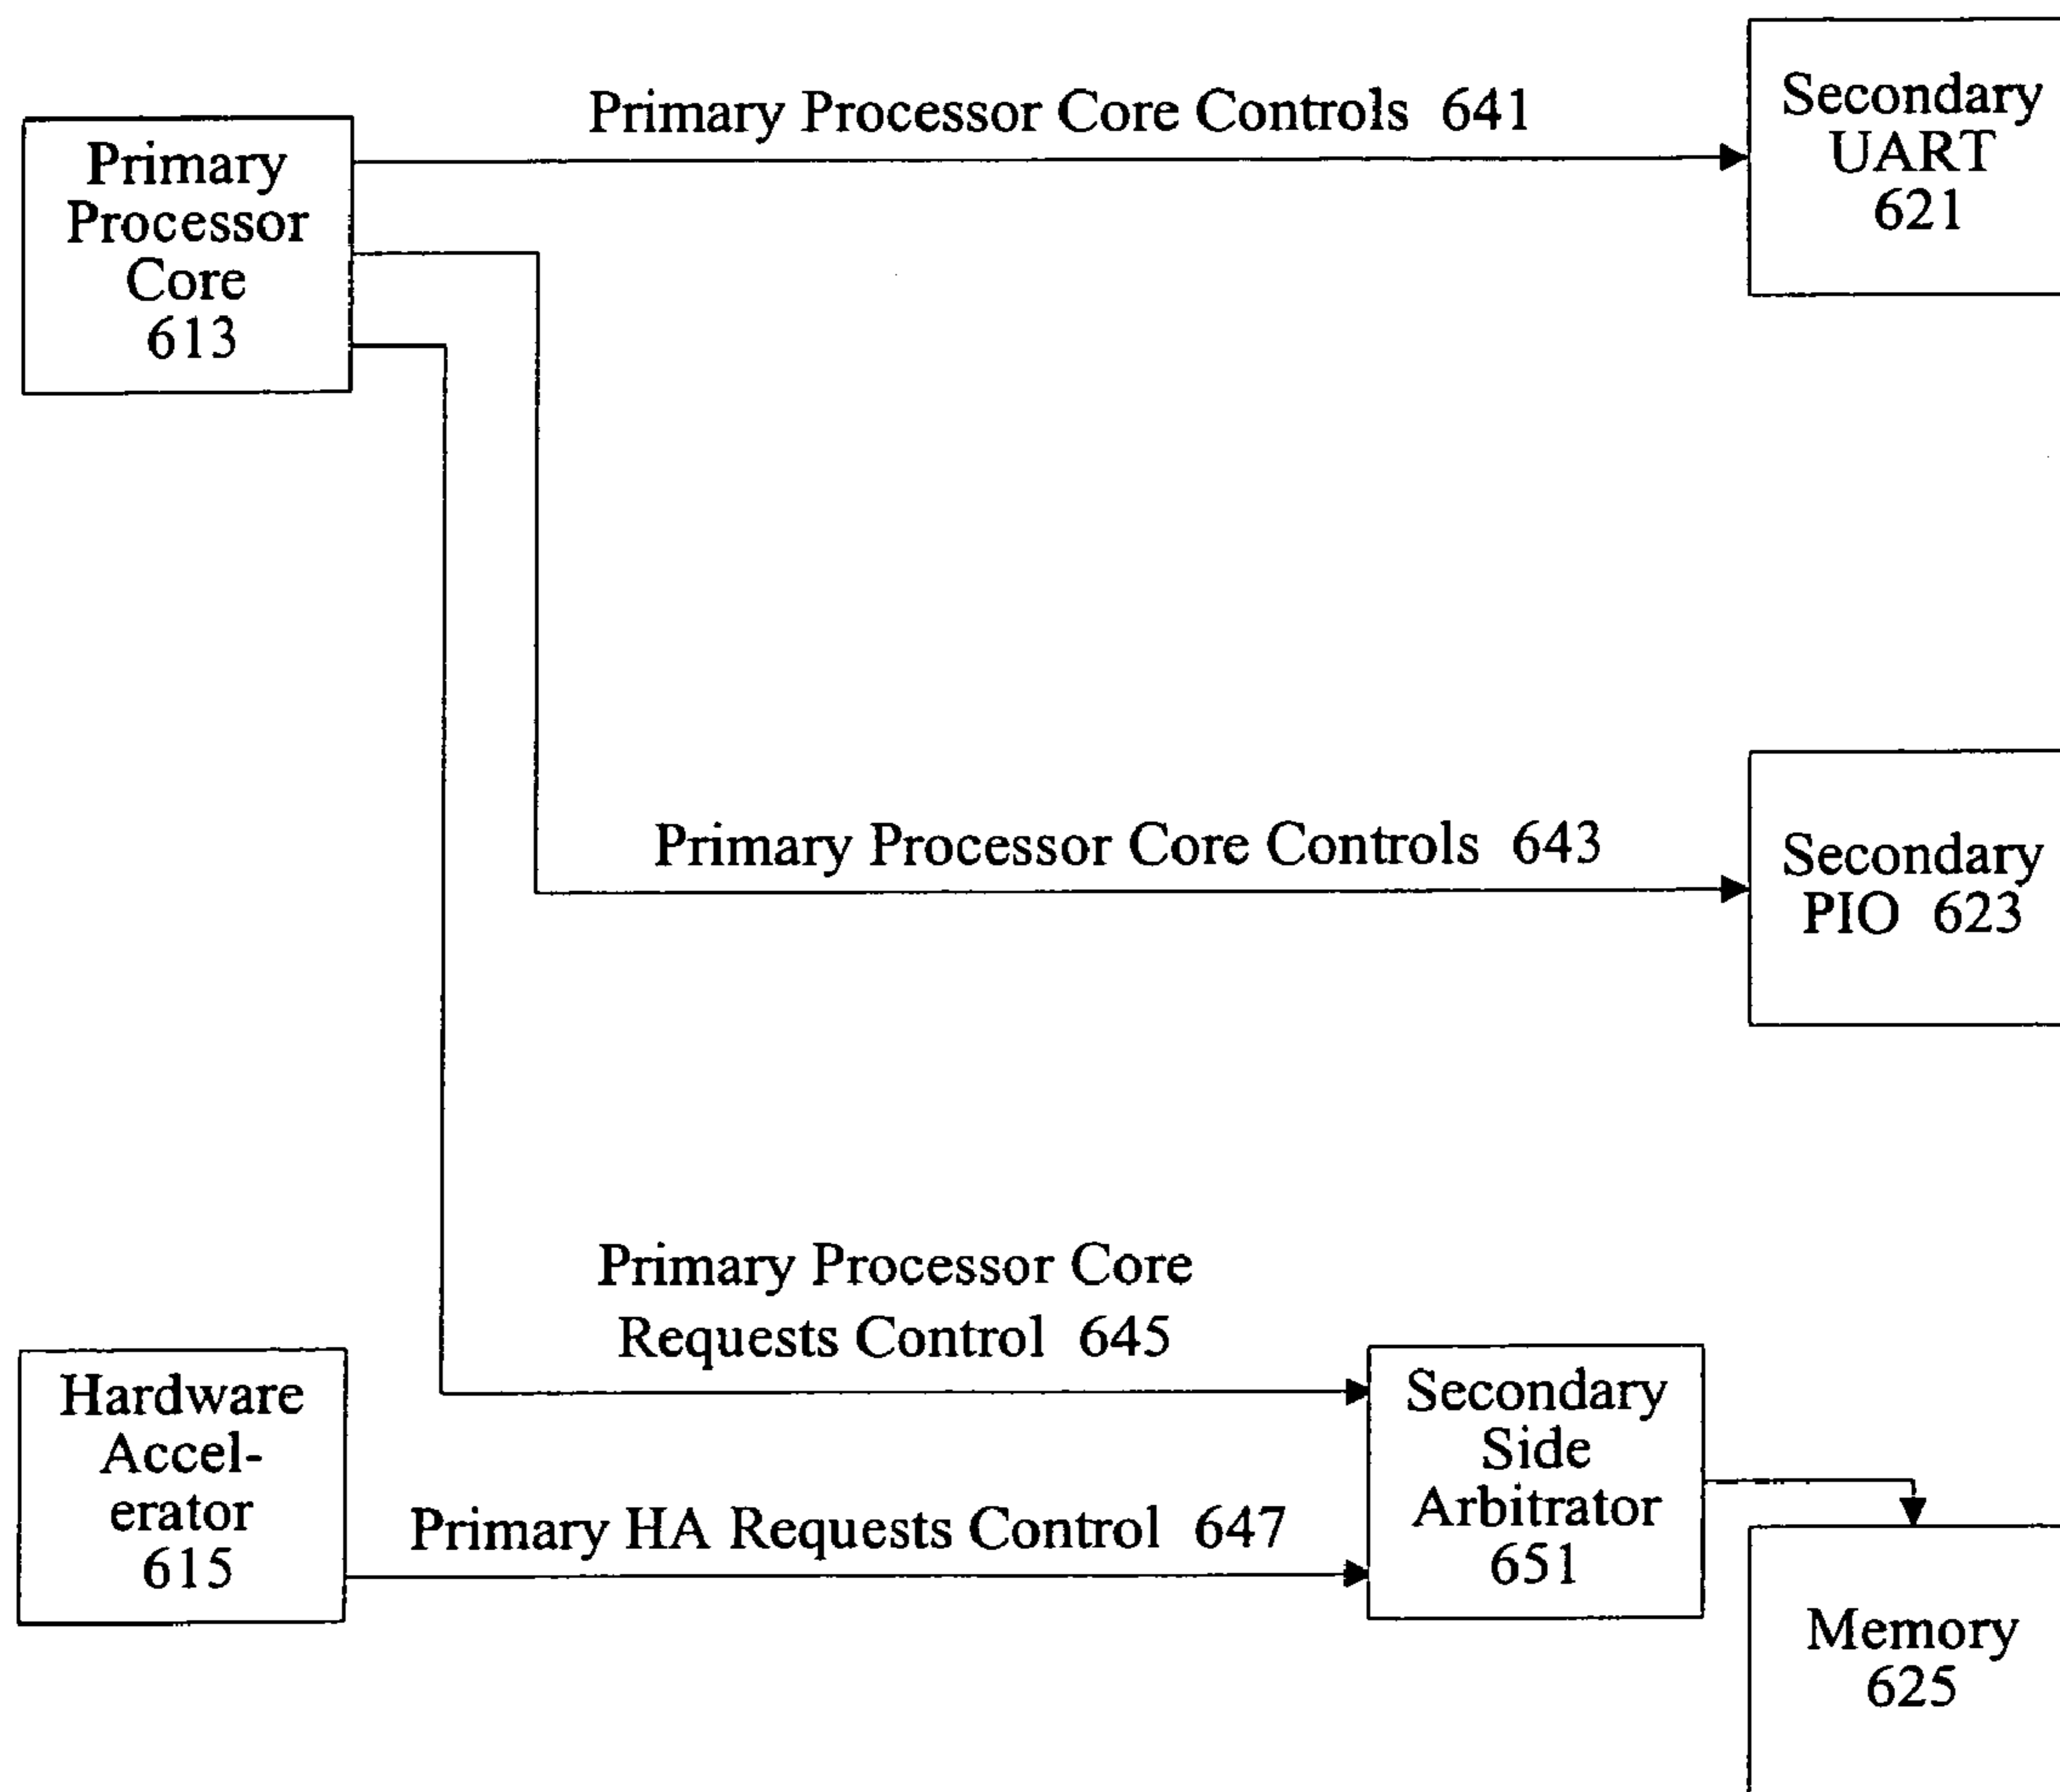 Primary Processor Core Controls 641
Secondary
UART
621
Primary
Processor
Core
613
Primary Processor Core Controls 643
Secondary
PIO 623
Primary Processor Core
Requests Control 645
Hardware
Accel-
erator
615
Primary HA Requests Control 647
Secondary
Side
Arbitrator
651
Memory
625